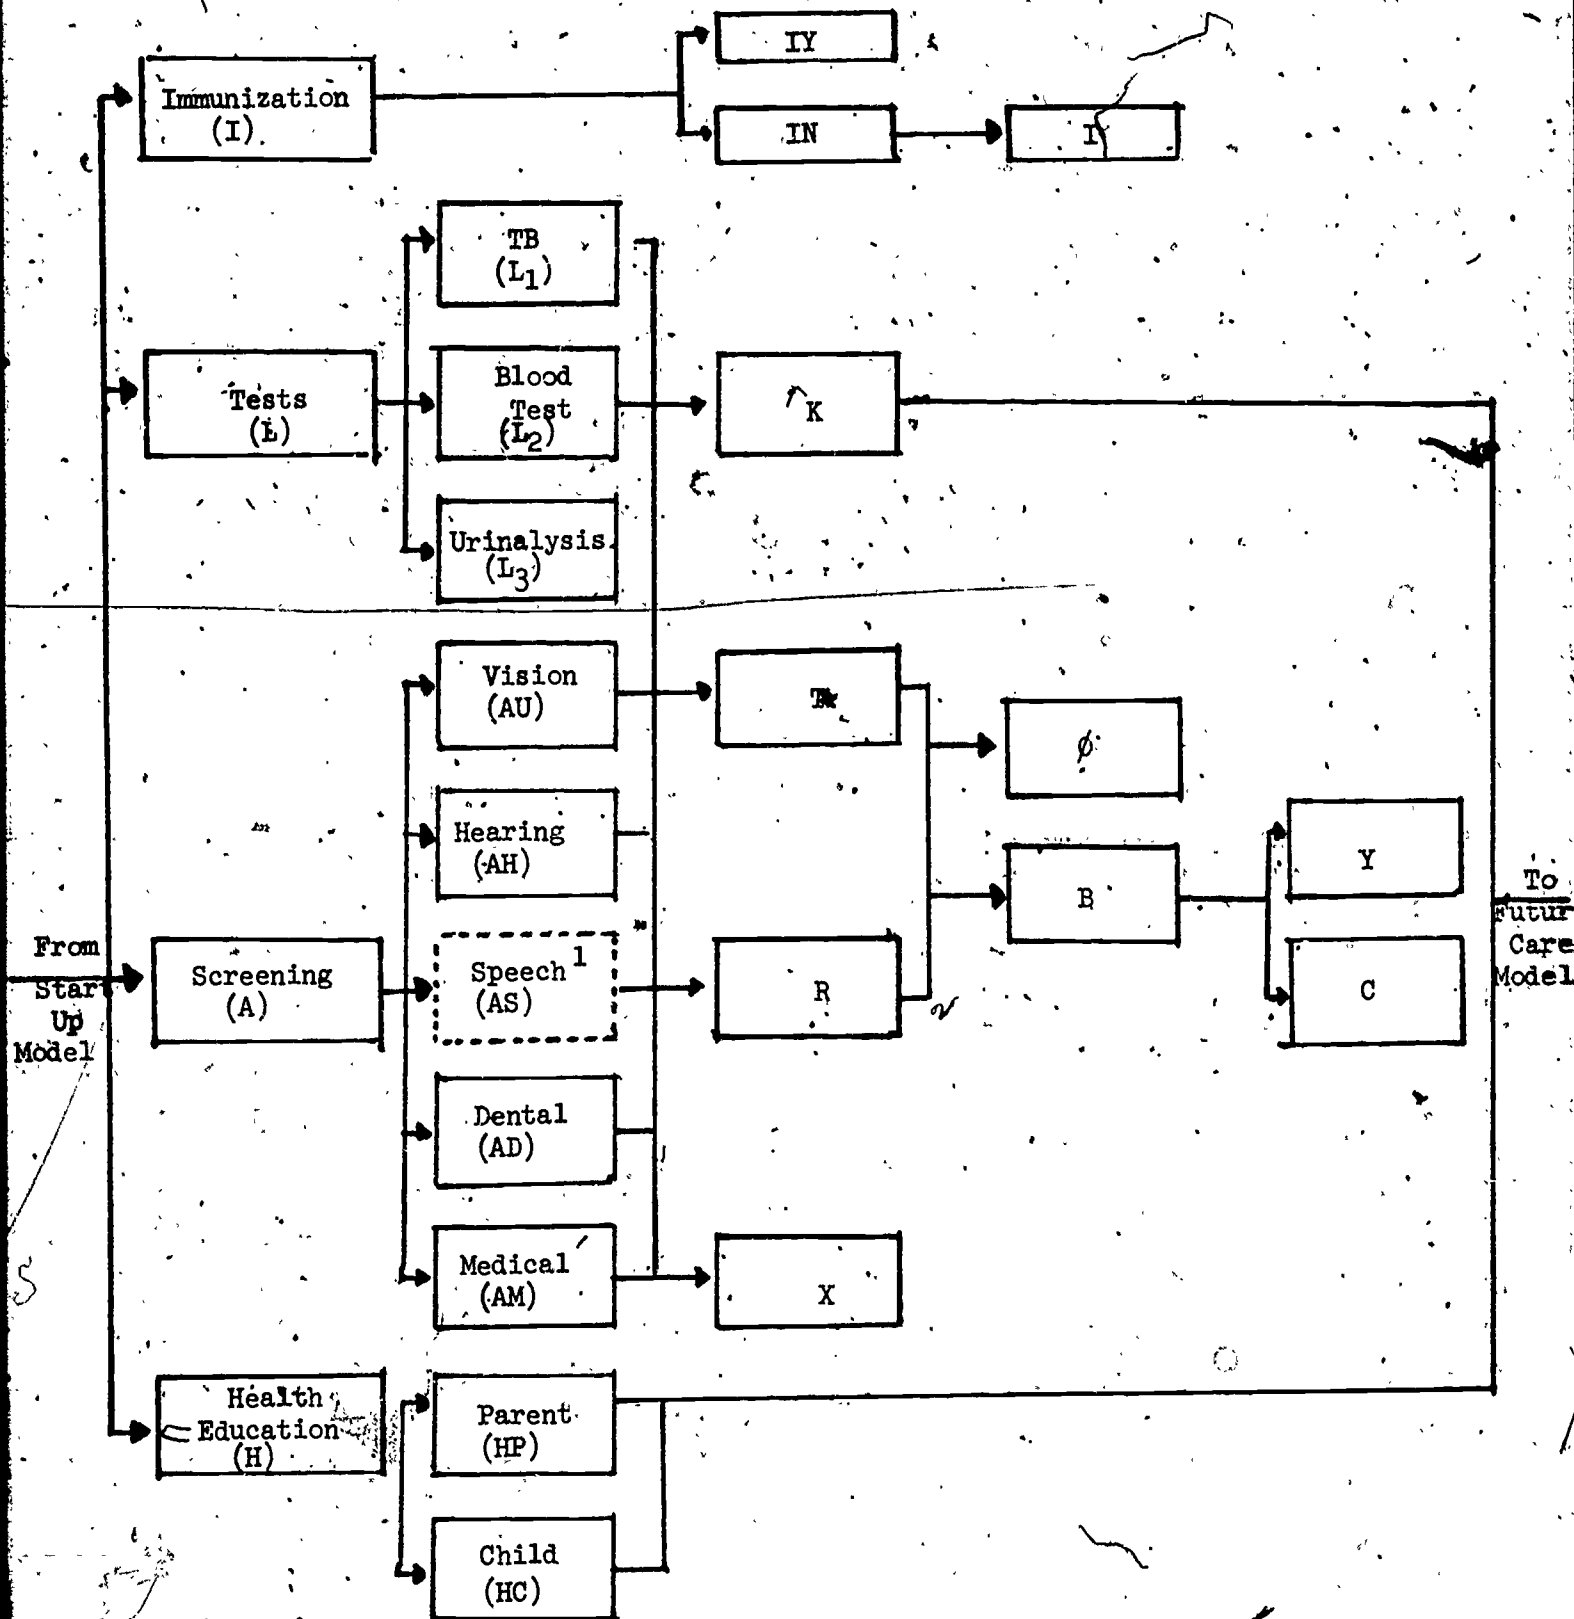 IY
Immunization
(I)
IN
I
TB
(L1)
Tests
(L)
Blood
Test
(L2)
K
Urinalysis
(L3)
Vision
(AU)
Ø
Hearing
(AH)
Y
B
To
Futur
Care
Model
From
Start
Up
Model
Screening
(A)
Speech 1
(AS)
R
C
Dental
(AD)
Medical
(AM)
X
Health
Education
(H)
Parent
(HP)
Child
(HC)